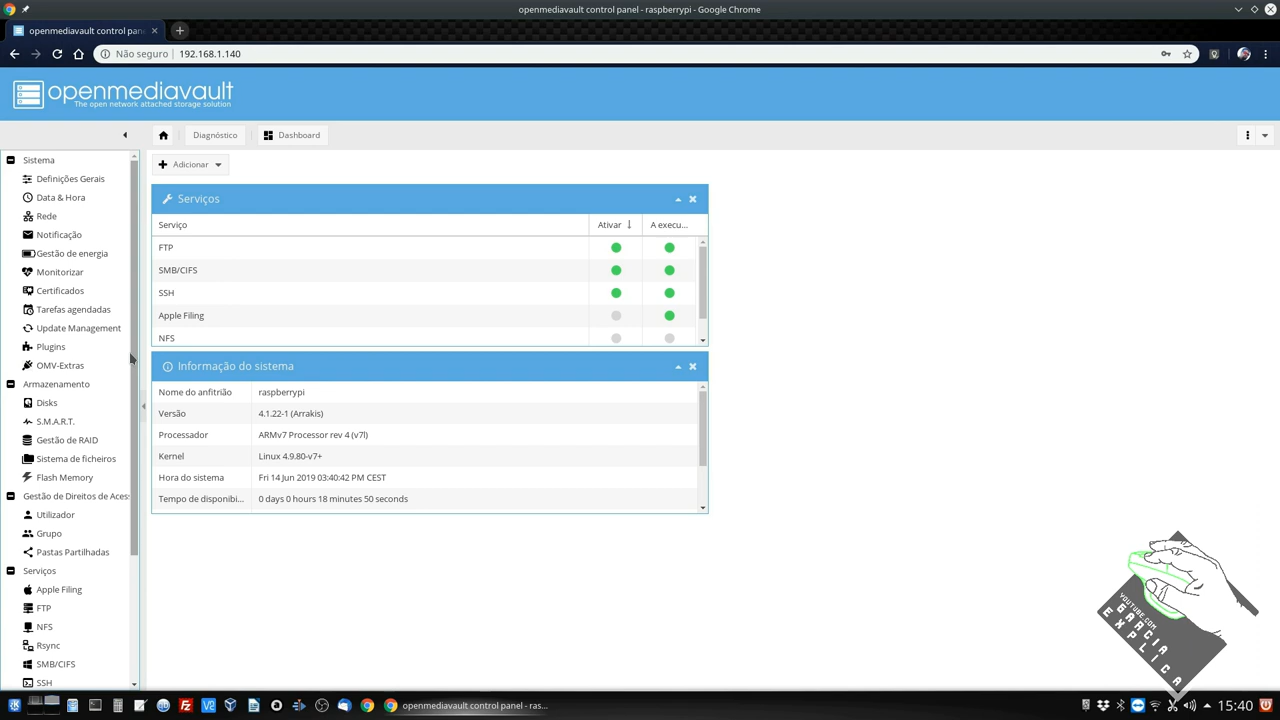 openmediavault control panel - raspberrypi - Google Chrome
openmediavault control pan
Não seguro
192.168.1.140
openmediavault
The open network attached storage solution
Diagnóstico
Dashboard
Sistema
Definições Gerais
Data & Hora
Rede
Notificação
Gestão de energia
Monitorizar
Certificados
Tarefas agendadas
Update Management
Plugins
OMV-Extras
Armazenamento
Disks
S.M.A.R.T.
Gestão de RAID
Sistema de ficheiros
Flash Memory
Gestão de Direitos de Aces
Utilizador
Grupo
Pastas Partilhadas
Serviços
Apple Filing
FTP
NFS
Rsync
SMB/CIFS
SSH
Adicionar
Serviços
Serviço Ativar A execu...
FTP
SMB/CIFS
SSH
Apple Filing
NFS
Informação do sistema
Nome do anfitrião raspberrypi
Versão 4.1.22-1 (Arrakis)
Processador ARMv7 Processor rev 4 (v7l)
Kernel Linux 4.9.80-v7+
Hora do sistema Fri 14 Jun 2019 03:40:42 PM CEST
Tempo de disponibi... 0 days 0 hours 18 minutes 50 seconds
YOUTUBE.COM
GARCIA
EXPLICA
openmediavault control panel - ras...
15:40